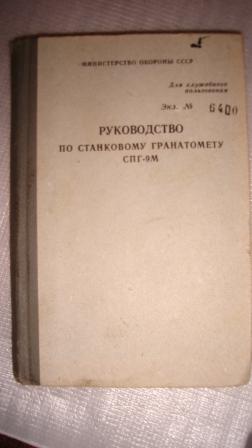 МИНИСТЕРСТВО ОБОРОНЫ СССР
Для служебного
пользования
Экз. № 6400
РУКОВОДСТВО
ПО СТАНКОВОМУ ГРАНАТОМЕТУ
СПГ-9М